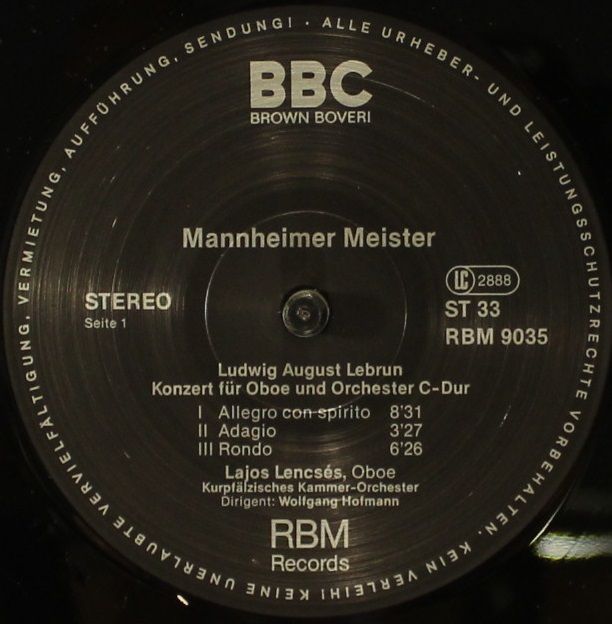 BBC
BROWN BOVERI
Mannheimer Meister
STEREO
Seite 1
LC 2888
ST 33
RBM 9035
Ludwig August Lebrun
Konzert für Oboe und Orchester C-Dur
I Allegro con spirito 8'31
II Adagio 3'27
III Rondo 6'26
Lajos Lencsés, Oboe
Kurpfälzisches Kammer-Orchester
Dirigent: Wolfgang Hofmann
RBM
Records
ALLE URHEBER- UND LEISTUNGSSCHUTZRECHTE VORBEHALTEN. KEIN VERLEIH! KEINE UNERLAUBTE VERVIELFÄLTIGUNG, VERMIETUNG, AUFFÜHRUNG, SENDUNG! ·